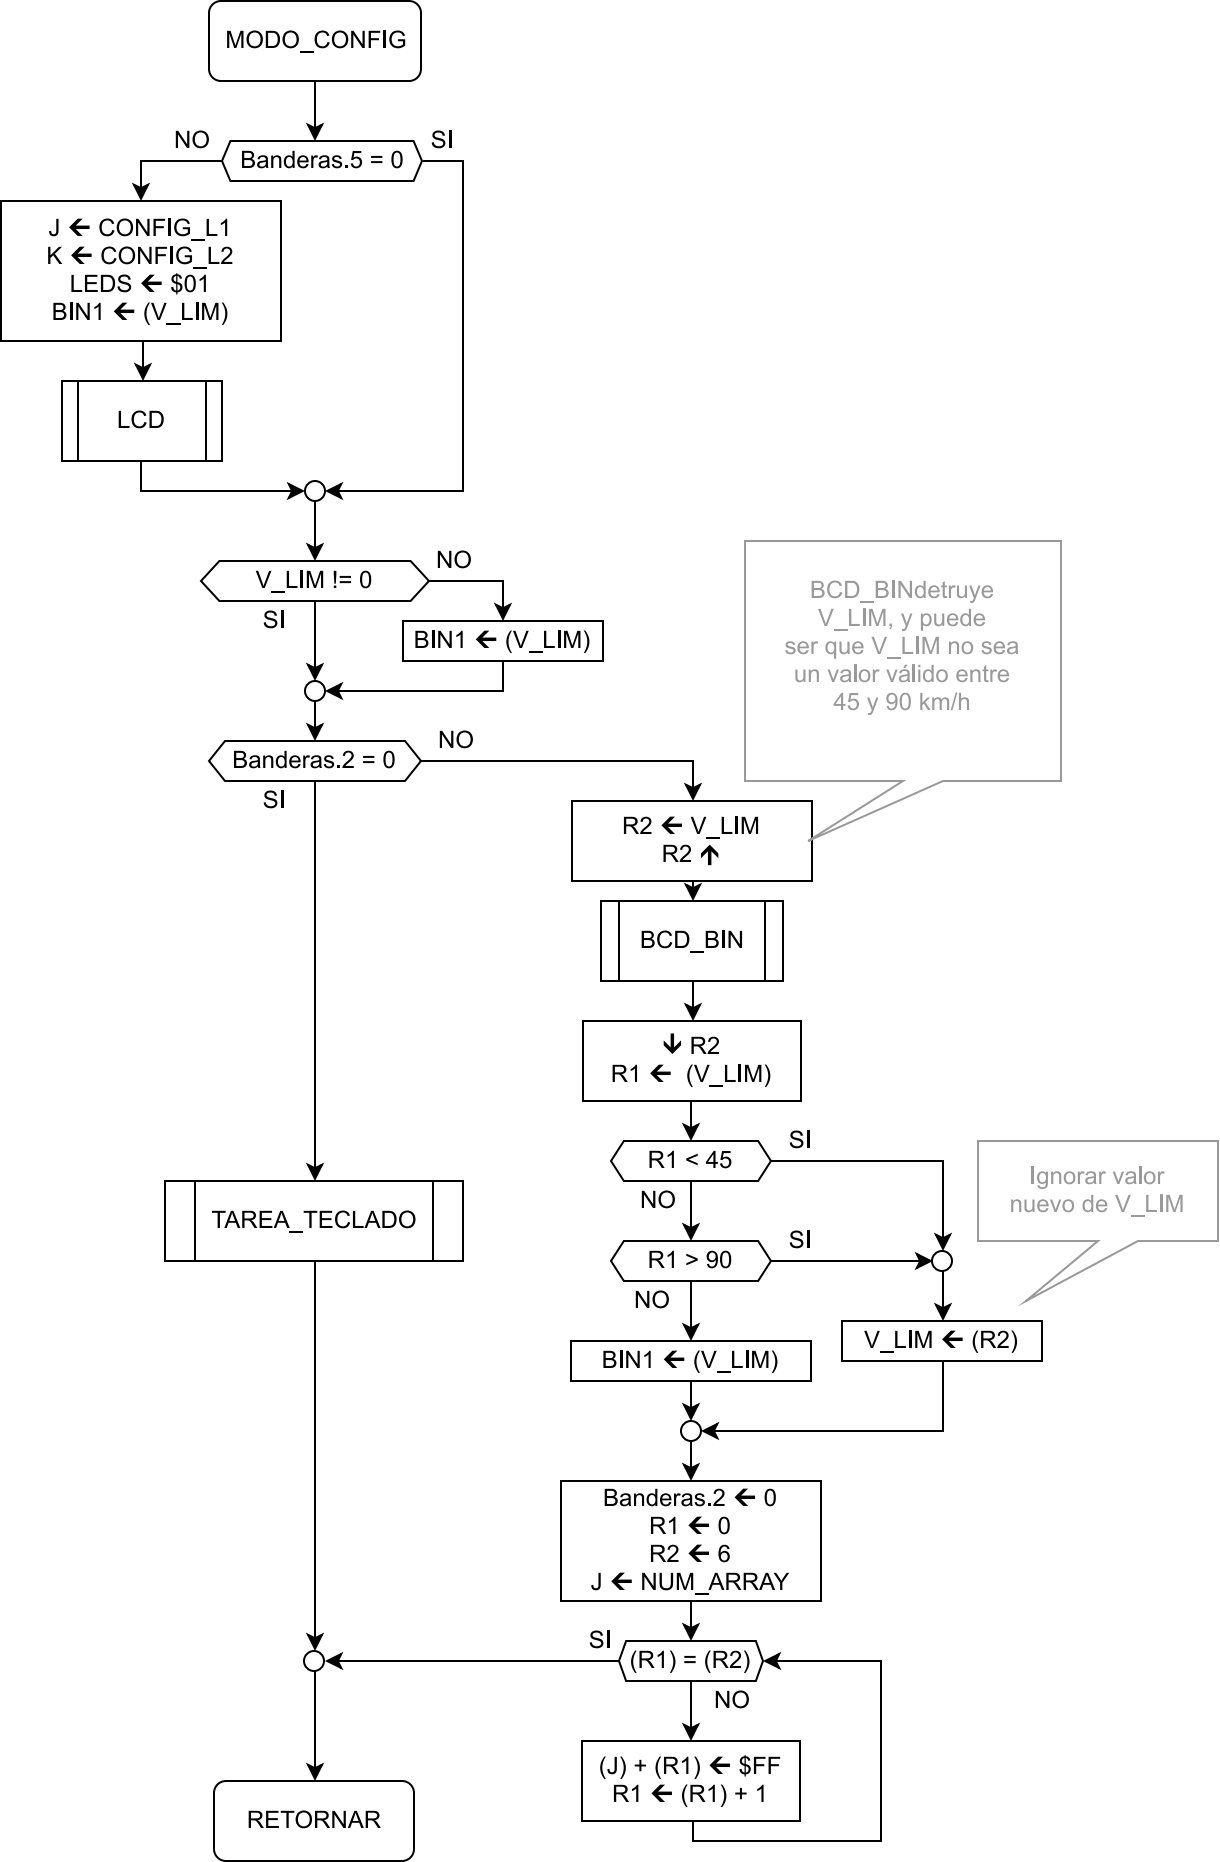 MODO_CONFIG
NO
SI
Banderas.5 = 0
J 🡰 CONFIG_L1
K 🡰 CONFIG_L2
LEDS 🡰 $01
BIN1 🡰 (V_LIM)
LCD
V_LIM != 0
NO
SI
BIN1 🡰 (V_LIM)
BCD_BINdetruye
V_LIM, y puede
ser que V_LIM no sea
un valor válido entre
45 y 90 km/h
Banderas.2 = 0
NO
SI
R2 🡰 V_LIM
R2 🡱
BCD_BIN
🡳 R2
R1 🡰 (V_LIM)
R1 < 45
SI
NO
Ignorar valor
nuevo de V_LIM
TAREA_TECLADO
R1 > 90
SI
NO
BIN1 🡰 (V_LIM)
V_LIM 🡰 (R2)
Banderas.2 🡰 0
R1 🡰 0
R2 🡰 6
J 🡰 NUM_ARRAY
SI
(R1) = (R2)
NO
(J) + (R1) 🡰 $FF
R1 🡰 (R1) + 1
RETORNAR